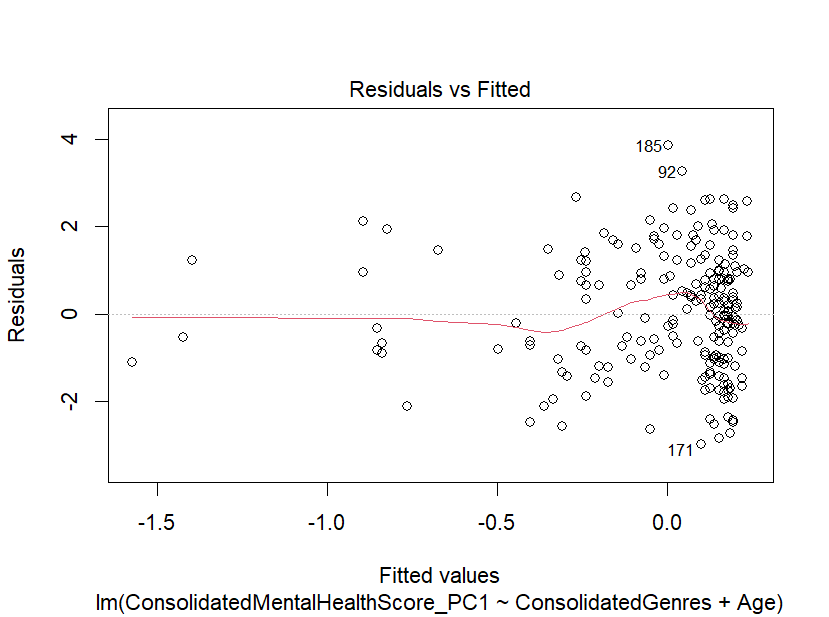 Residuals vs Fitted
4
2
0
-2
Residuals
185
92
171
-1.5
-1.0
-0.5
0.0
Fitted values
lm(ConsolidatedMentalHealthScore_PC1 ~ ConsolidatedGenres + Age)